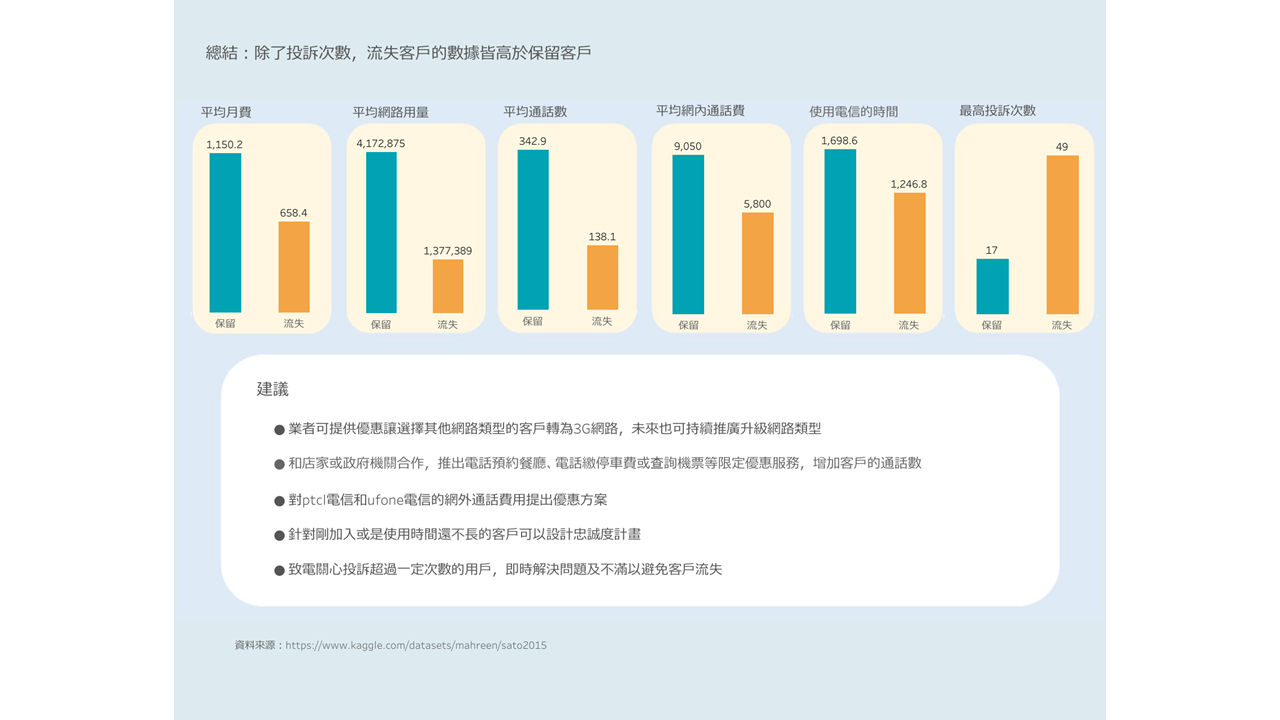 總結：除了投訴次數，流失客戶的數據皆高於保留客戶
平均月費
1,150.2
658.4
保留
流失
平均網路用量
4,172,875
1,377,389
保留
流失
平均通話數
342.9
138.1
保留
流失
平均網內通話費
9,050
5,800
保留
流失
使用電信的時間
1,698.6
1,246.8
保留
流失
最高投訴次數
17
49
保留
流失
建議
● 業者可提供優惠讓選擇其他網路類型的客戶轉為3G網路，未來也可持續推廣升級網路類型
● 和店家或政府機關合作，推出電話預約餐廳、電話繳停車費或查詢機票等限定優惠服務，增加客戶的通話數
● 對ptcl電信和ufone電信的網外通話費用提出優惠方案
● 針對剛加入或是使用時間還不長的客戶可以設計忠誠度計畫
● 致電關心投訴超過一定次數的用戶，即時解決問題及不滿以避免客戶流失
資料來源：https://www.kaggle.com/datasets/mahreen/sato2015